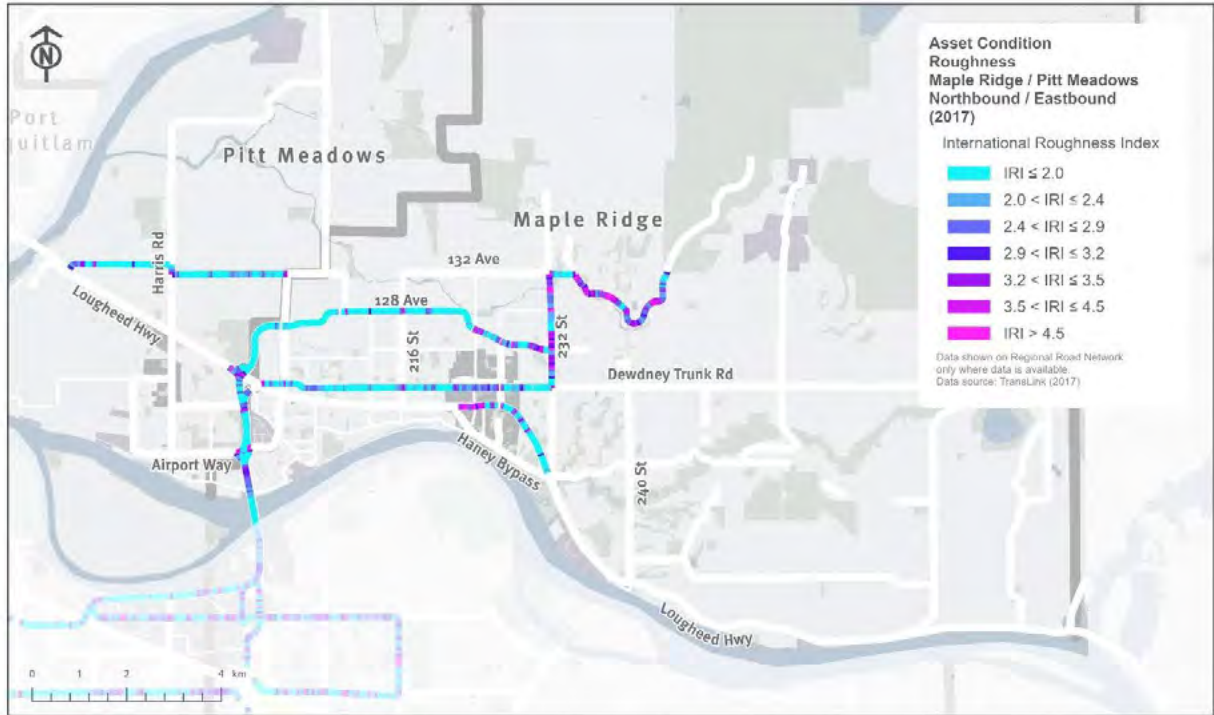 N
Port
quitlam
Pitt Meadows
Maple Ridge
Harris Rd
Lougheed Hwy
132 Ave
128 Ave
216 St
232 St
Dewdney Trunk Rd
Airport Way
Haney Bypass
240 St
Lougheed Hwy
0 1 2 4 km
Asset Condition
Roughness
Maple Ridge / Pitt Meadows
Northbound / Eastbound
(2017)
International Roughness Index
IRI ≤ 2.0
2.0 < IRI ≤ 2.4
2.4 < IRI ≤ 2.9
2.9 < IRI ≤ 3.2
3.2 < IRI ≤ 3.5
3.5 < IRI ≤ 4.5
IRI > 4.5
Data shown on Regional Road Network
only where data is available.
Data source: TransLink (2017)